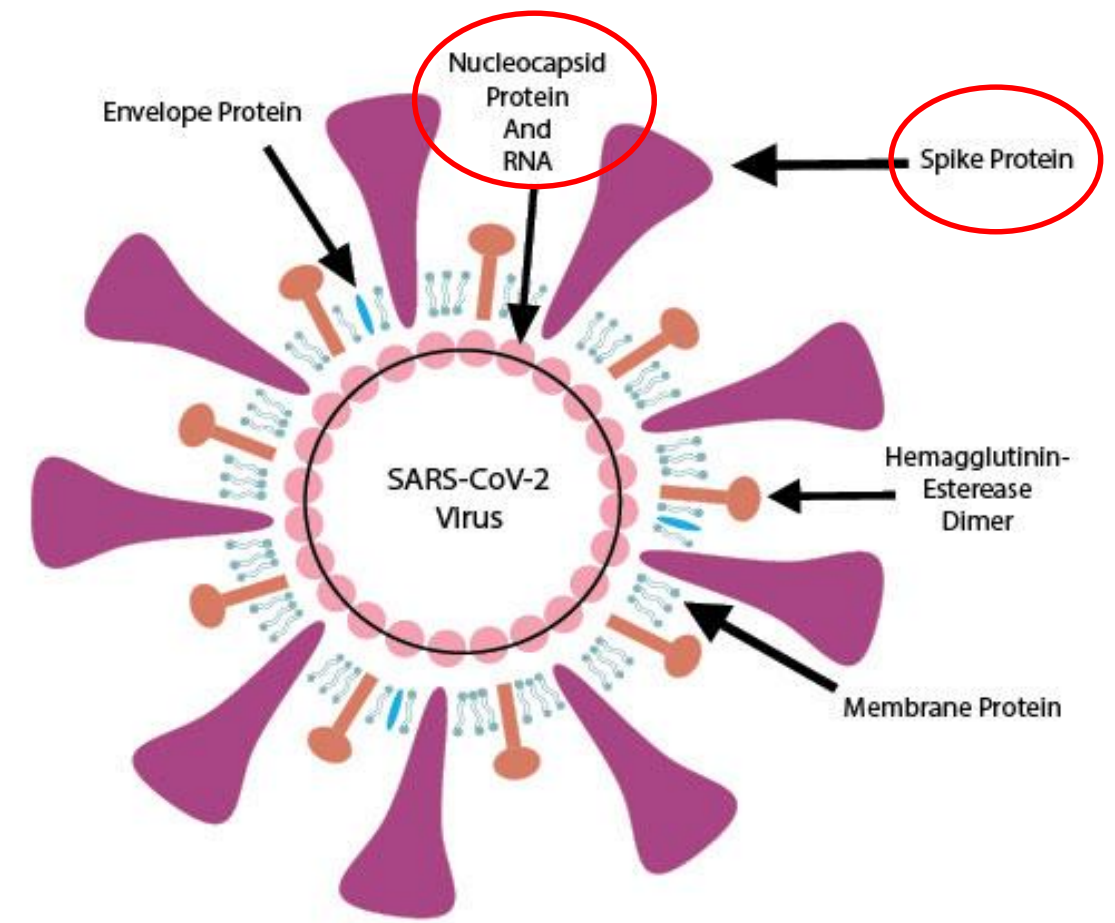 Nucleocapsid
Protein
And
RNA
Envelope Protein
Spike Protein
SARS-CoV-2
Virus
Hemagglutinin-
Esterease
Dimer
Membrane Protein